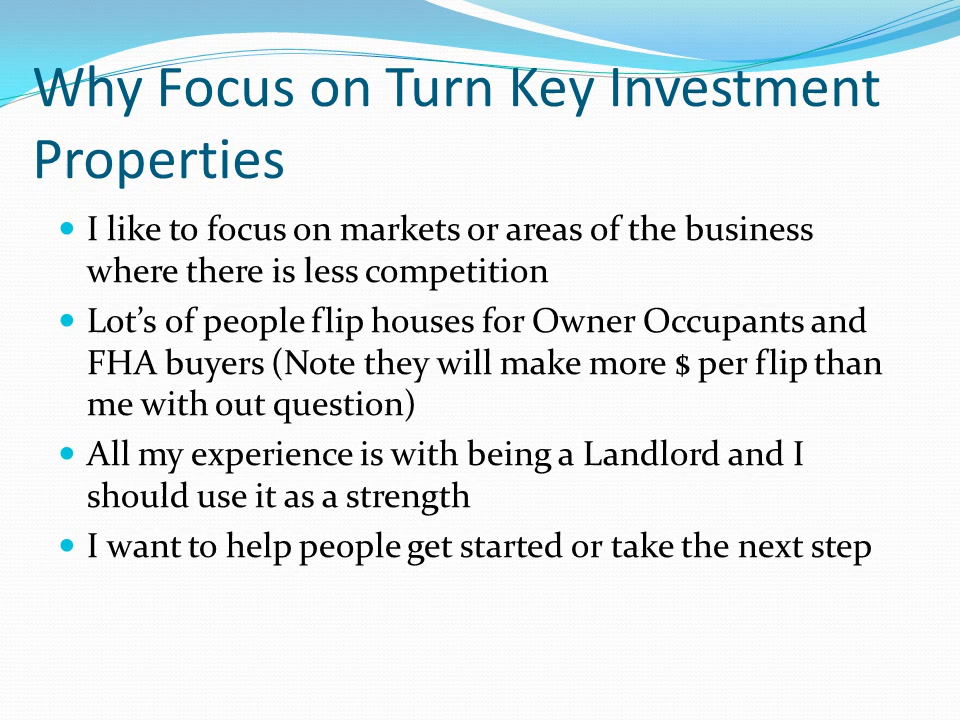 Why Focus on Turn Key Investment
Properties
I like to focus on markets or areas of the business
where there is less competition
Lot’s of people flip houses for Owner Occupants and
FHA buyers (Note they will make more $ per flip than
me with out question)
All my experience is with being a Landlord and I
should use it as a strength
I want to help people get started or take the next step